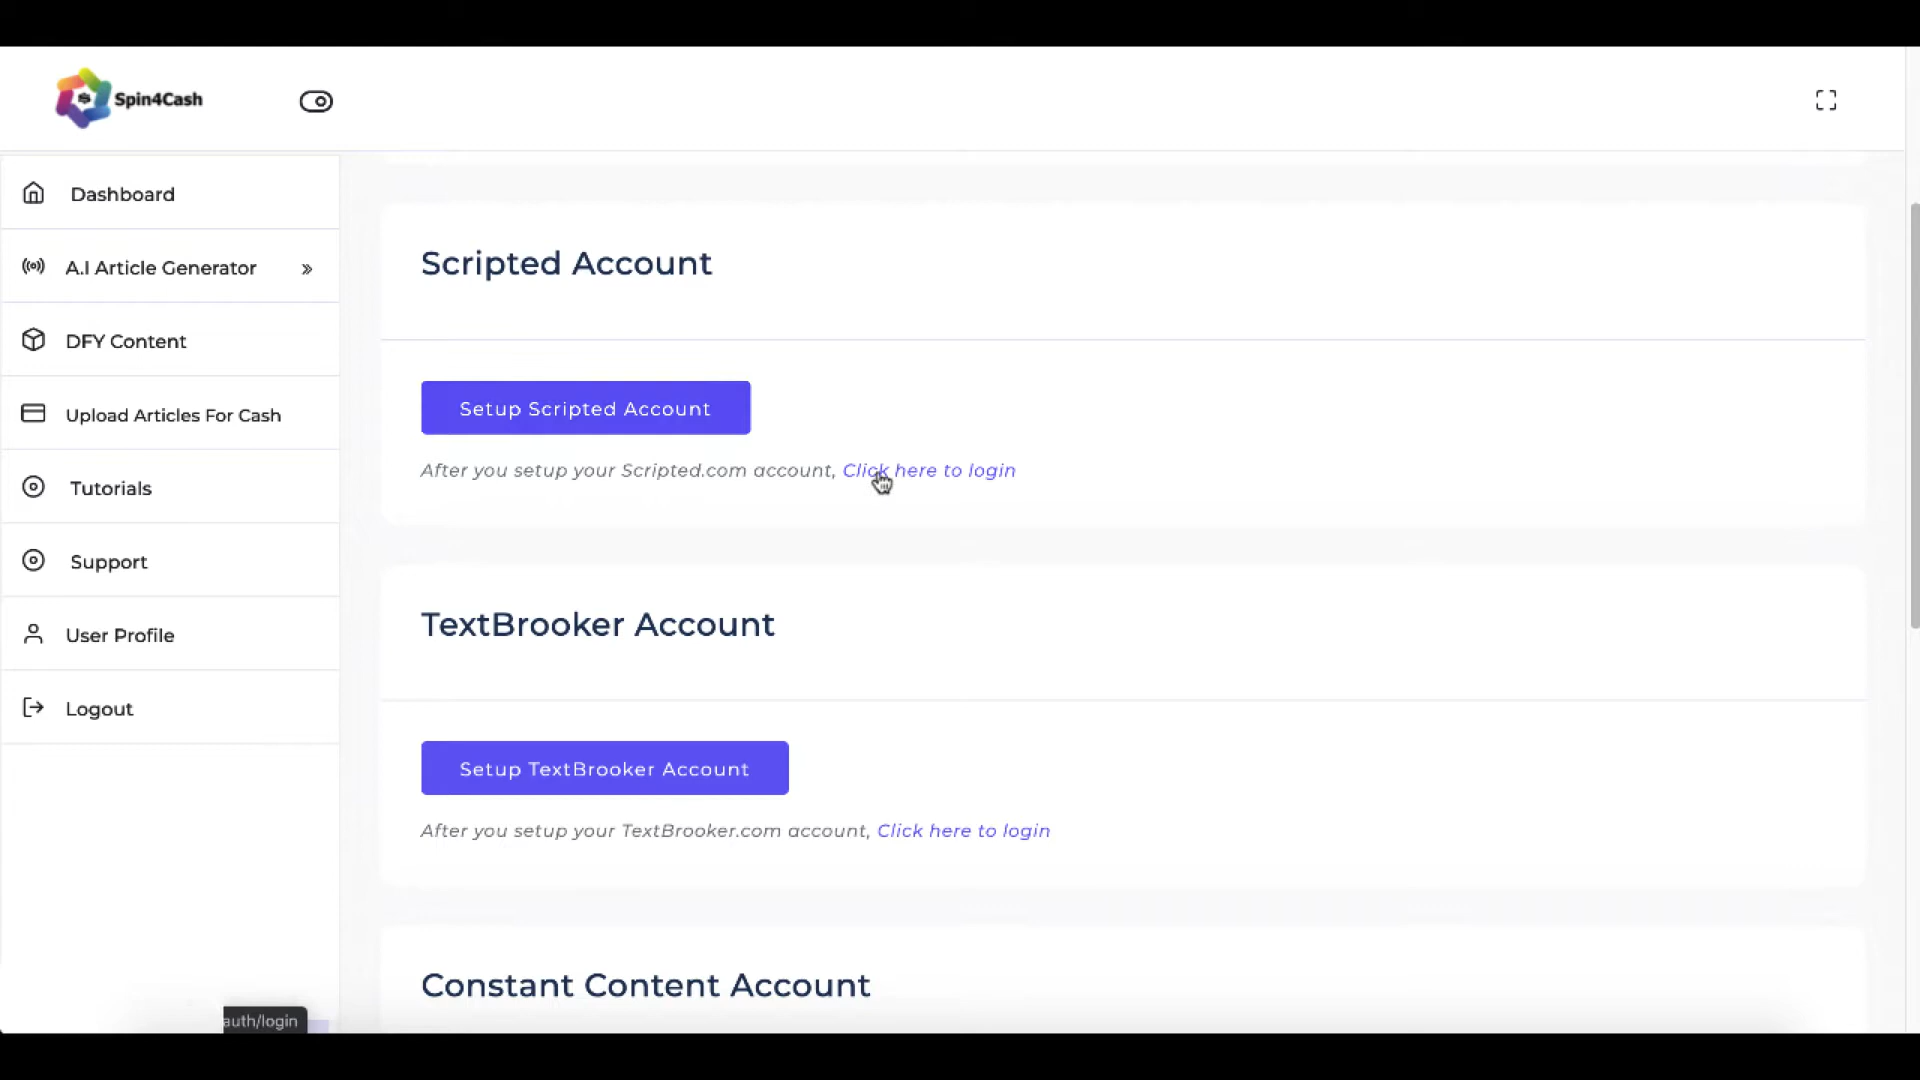 Spin4Cash
Dashboard
A.I Article Generator
DFY Content
Upload Articles For Cash
Tutorials
Support
User Profile
Logout
Scripted Account
Setup Scripted Account
After you setup your Scripted.com account, Click here to login
TextBrooker Account
Setup TextBrooker Account
After you setup your TextBrooker.com account, Click here to login
Constant Content Account
auth/login